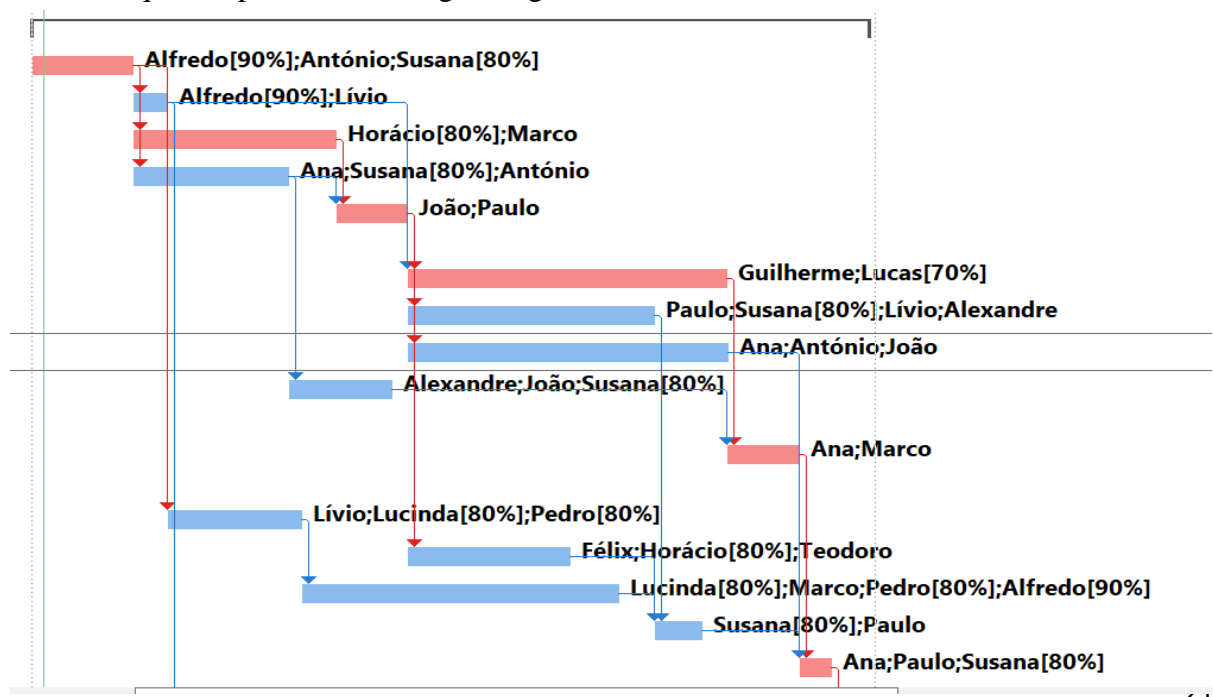 Alfredo[90%];António;Susana[80%]
Alfredo[90%];Lívio
Horácio[80%];Marco
Ana;Susana[80%];António
João;Paulo
Guilherme;Lucas[70%]
Paulo;Susana[80%];Lívio;Alexandre
Ana;António;João
Alexandre;João;Susana[80%]
Ana;Marco
Lívio;Lucinda[80%];Pedro[80%]
Félix;Horácio[80%];Teodoro
Lucinda[80%];Marco;Pedro[80%];Alfredo[90%]
Susana[80%];Paulo
Ana;Paulo;Susana[80%]